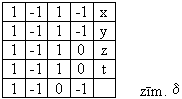 1 -1 1 -1 x
1 -1 1 -1 y
1 -1 1 0 z
1 -1 1 0 t
1 -1 0 -1
zīm. δ